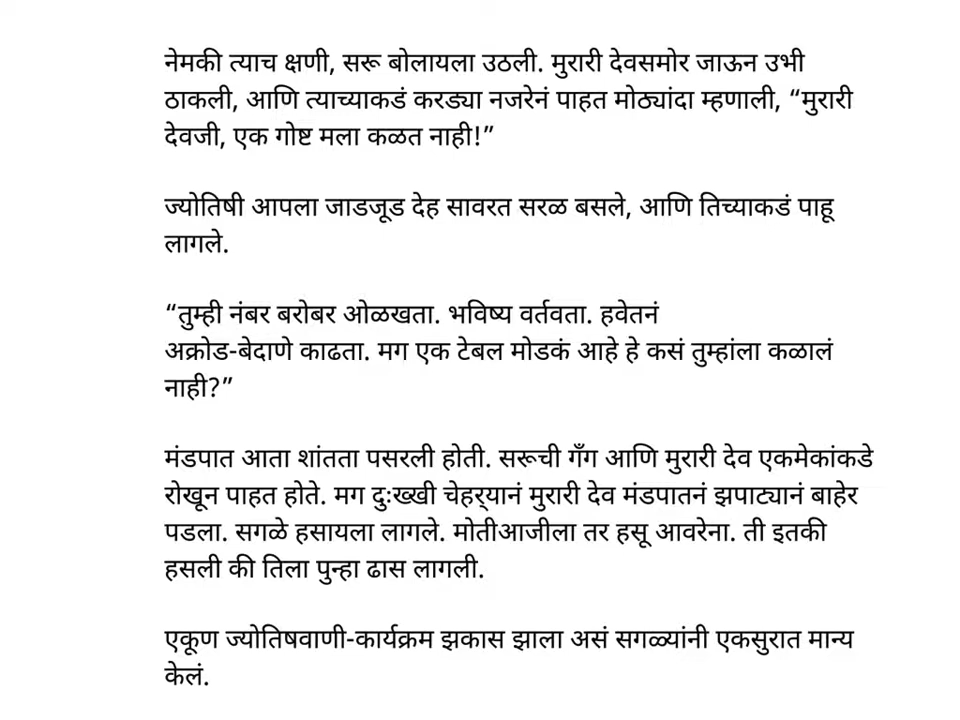 नेमकी त्याच क्षणी, सरू बोलायला उठली. मुरारी देवसमोर जाऊन उभी
ठाकली, आणि त्याच्याकडं करड्या नजरेनं पाहत मोठ्यांदा म्हणाली, “मुरारी
देवजी, एक गोष्ट मला कळत नाही!”
ज्योतिषी आपला जाडजूड देह सावरत सरळ बसले, आणि तिच्याकडं पाहू
लागले.
“तुम्ही नंबर बरोबर ओळखता. भविष्य वर्तवता. हवेतनं
अक्रोड-बेदाणे काढता. मग एक टेबल मोडकं आहे हे कसं तुम्हांला कळालं
नाही?”
मंडपात आता शांतता पसरली होती. सरूची गँग आणि मुरारी देव एकमेकांकडे
रोखून पाहत होते. मग दुःख्खी चेहर्‍यानं मुरारी देव मंडपातनं झपाट्यानं बाहेर
पडला. सगळे हसायला लागले. मोतीआजीला तर हसू आवरेना. ती इतकी
हसली की तिला पुन्हा ढास लागली.
एकूण ज्योतिषवाणी-कार्यक्रम झकास झाला असं सगळ्यांनी एकसुरात मान्य
केलं.